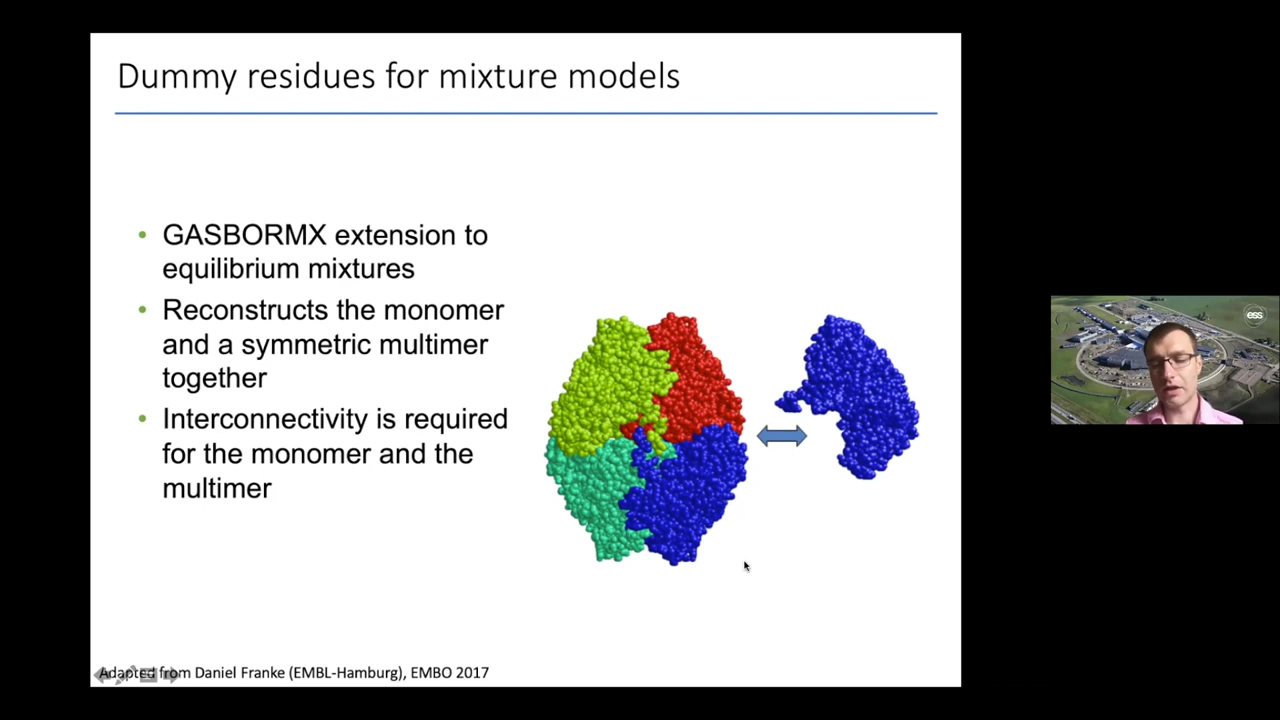 Dummy residues for mixture models
• GASBORMX extension to
equilibrium mixtures
• Reconstructs the monomer
and a symmetric multimer
together
• Interconnectivity is required
for the monomer and the
multimer
Adapted from Daniel Franke (EMBL-Hamburg), EMBO 2017
ess